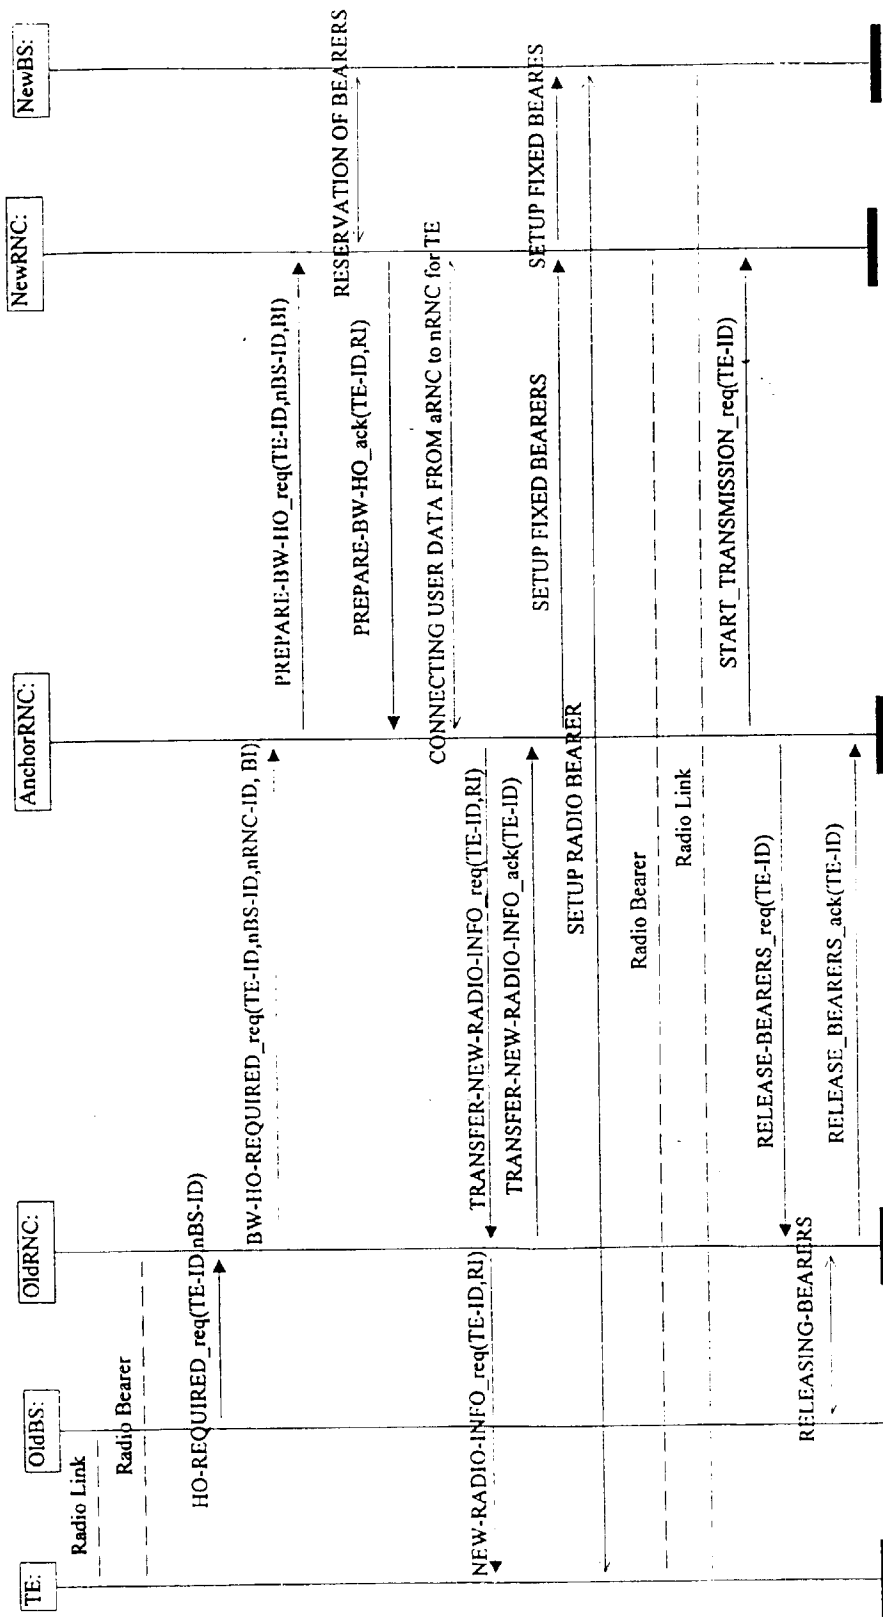 TE:
OldBS:
OldRNC:
AnchorRNC:
NewRNC:
NewBS:
Radio Link
Radio Bearer
HO-REQUIRED_req(TE-ID,nBS-ID)
BW-HO-REQUIRED_req(TE-ID,nBS-ID,nRNC-ID, BI)
PREPARE-BW-HO_req(TE-ID,nBS-ID,BI)
RESERVATION OF BEARERS
PREPARE-BW-HO_ack(TE-ID,RI)
CONNECTING USER DATA FROM aRNC to nRNC for TE
TRANSFER-NEW-RADIO-INFO_req(TE-ID,RI)
NEW-RADIO-INFO_req(TE-ID,RI)
TRANSFER-NEW-RADIO-INFO_ack(TE-ID)
SETUP FIXED BEARERS
SETUP FIXED BEARES
SETUP RADIO BEARER
Radio Bearer
Radio Link
START_TRANSMISSION_req(TE-ID)
RELEASE-BEARERS_req(TE-ID)
RELEASING-BEARERS
RELEASE_BEARERS_ack(TE-ID)